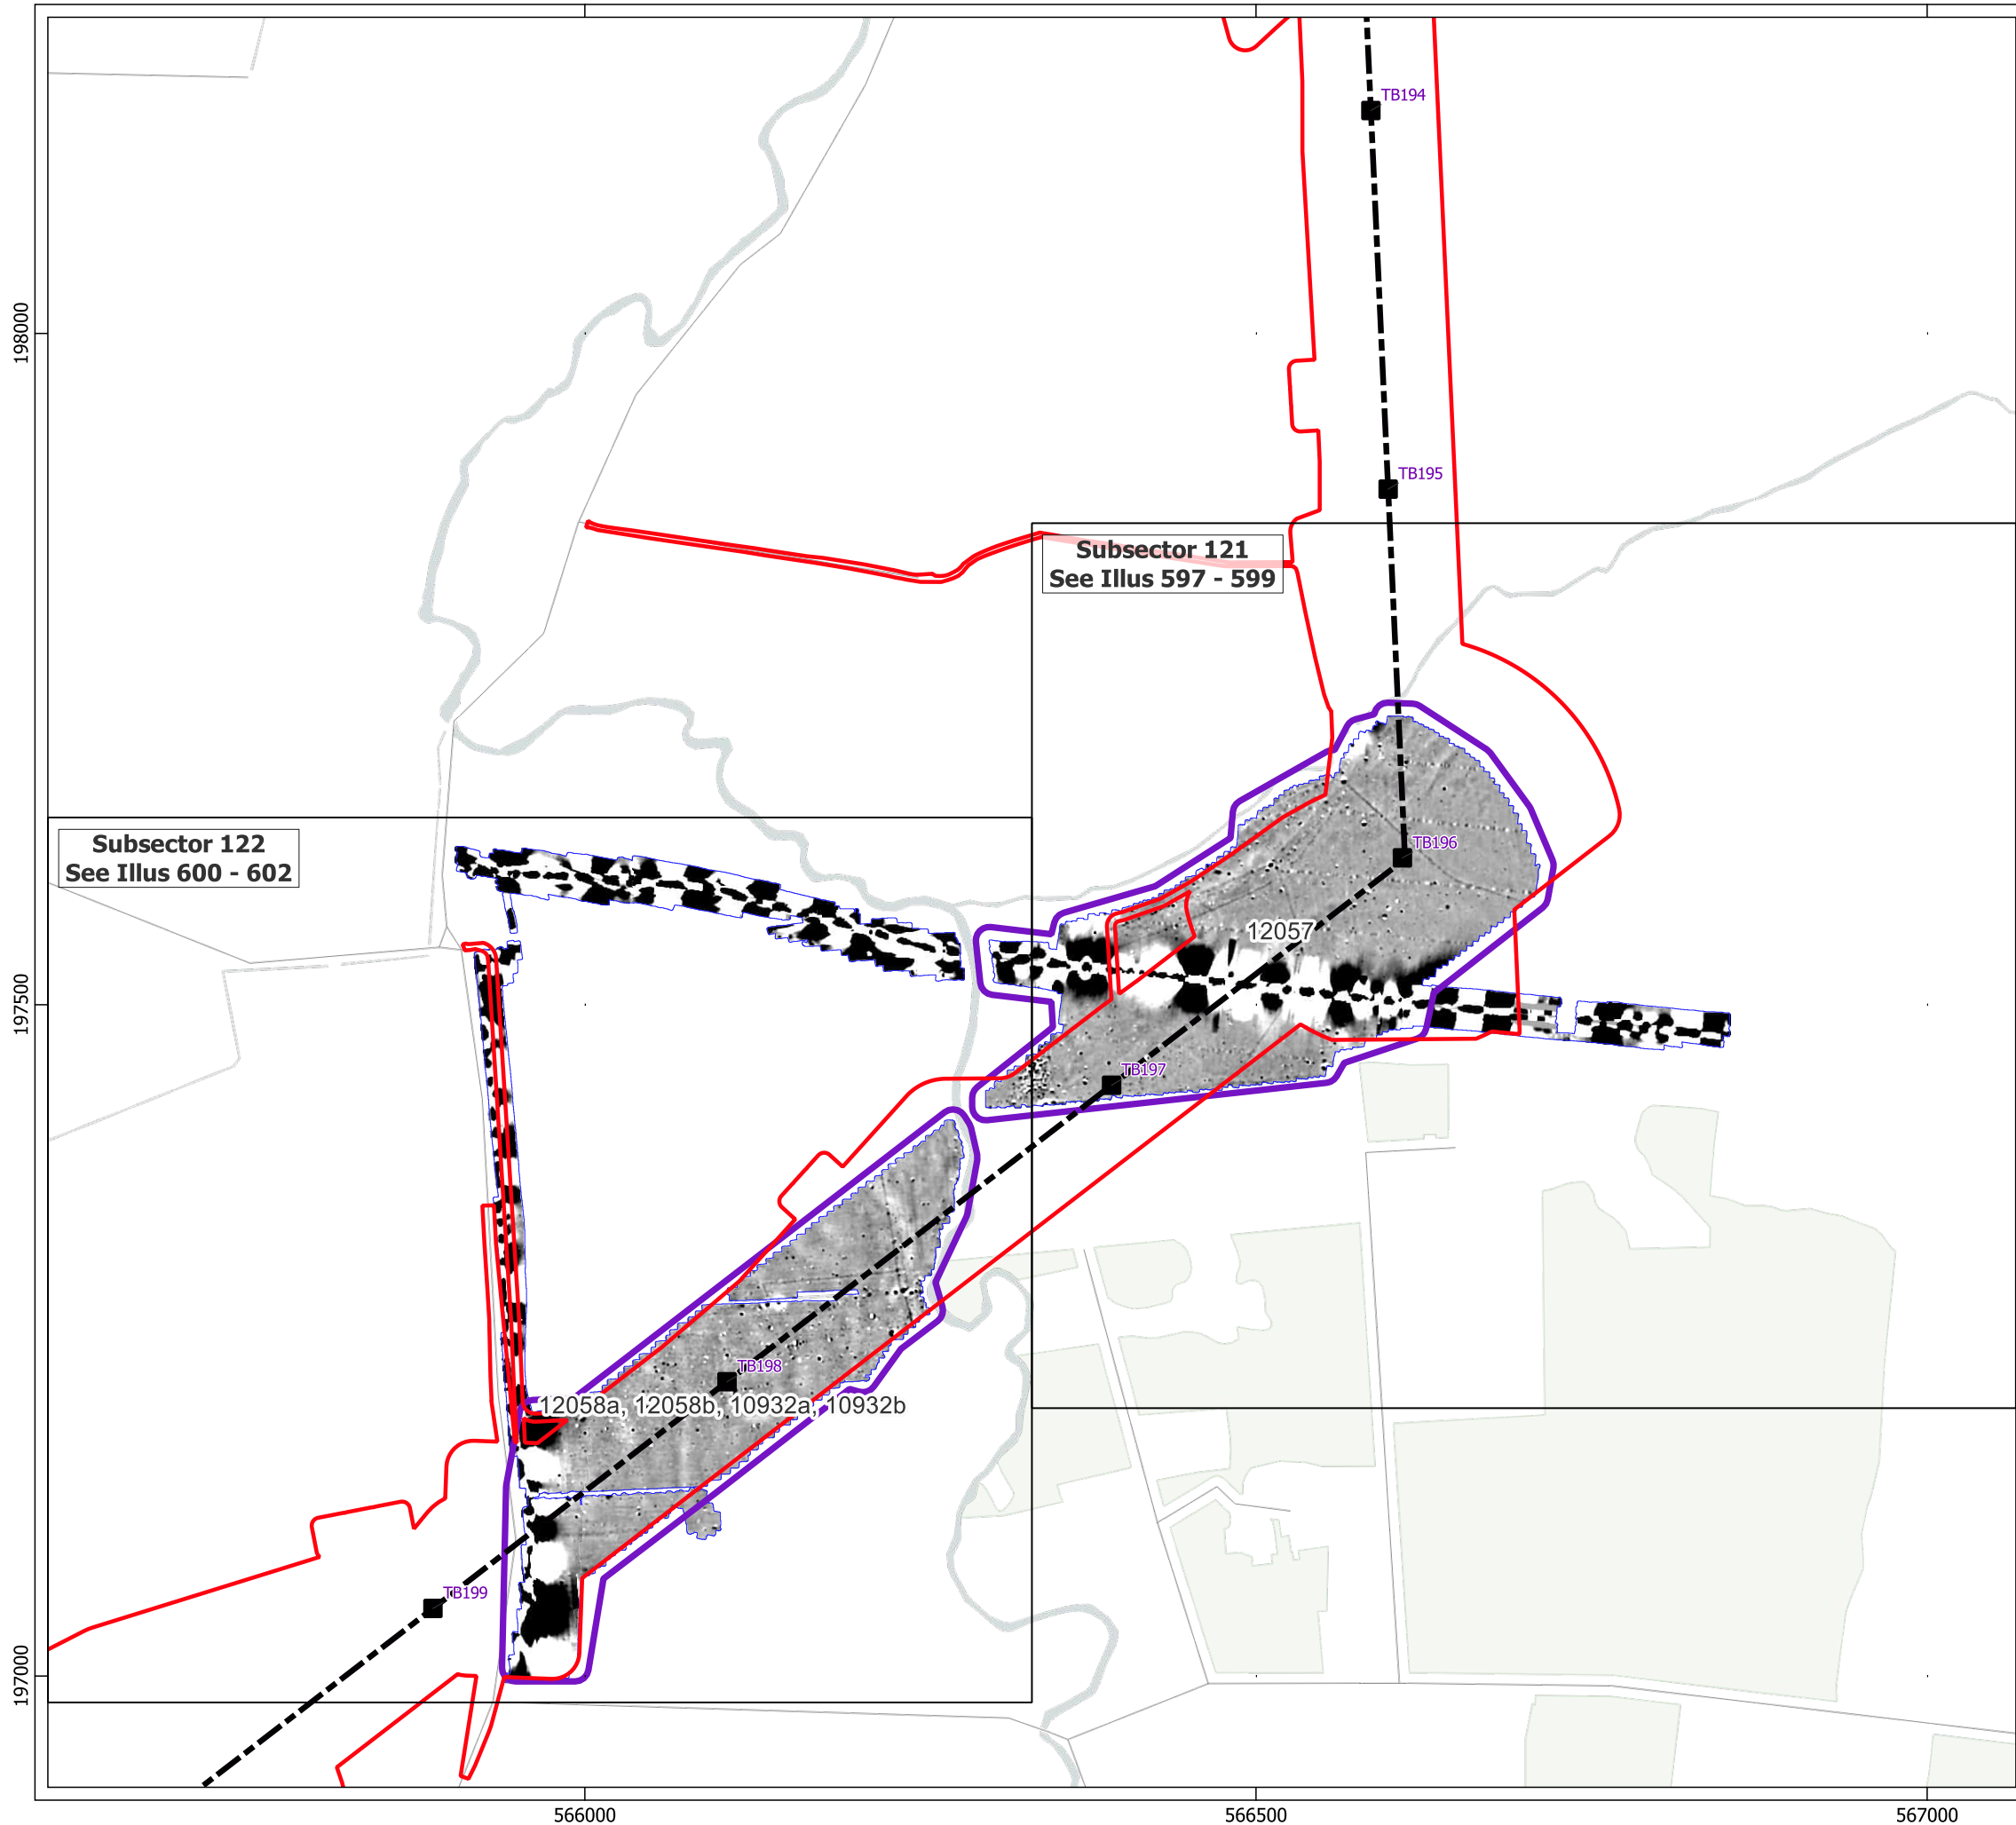 TB194
198000
TB195
Subsector 121
See Illus 597 - 599
Subsector 122
See Illus 600 - 602
TB196
12057
197500
TB197
TB198
12058a, 12058b, 10932a, 10932b
TB199
197000
566000
566500
567000